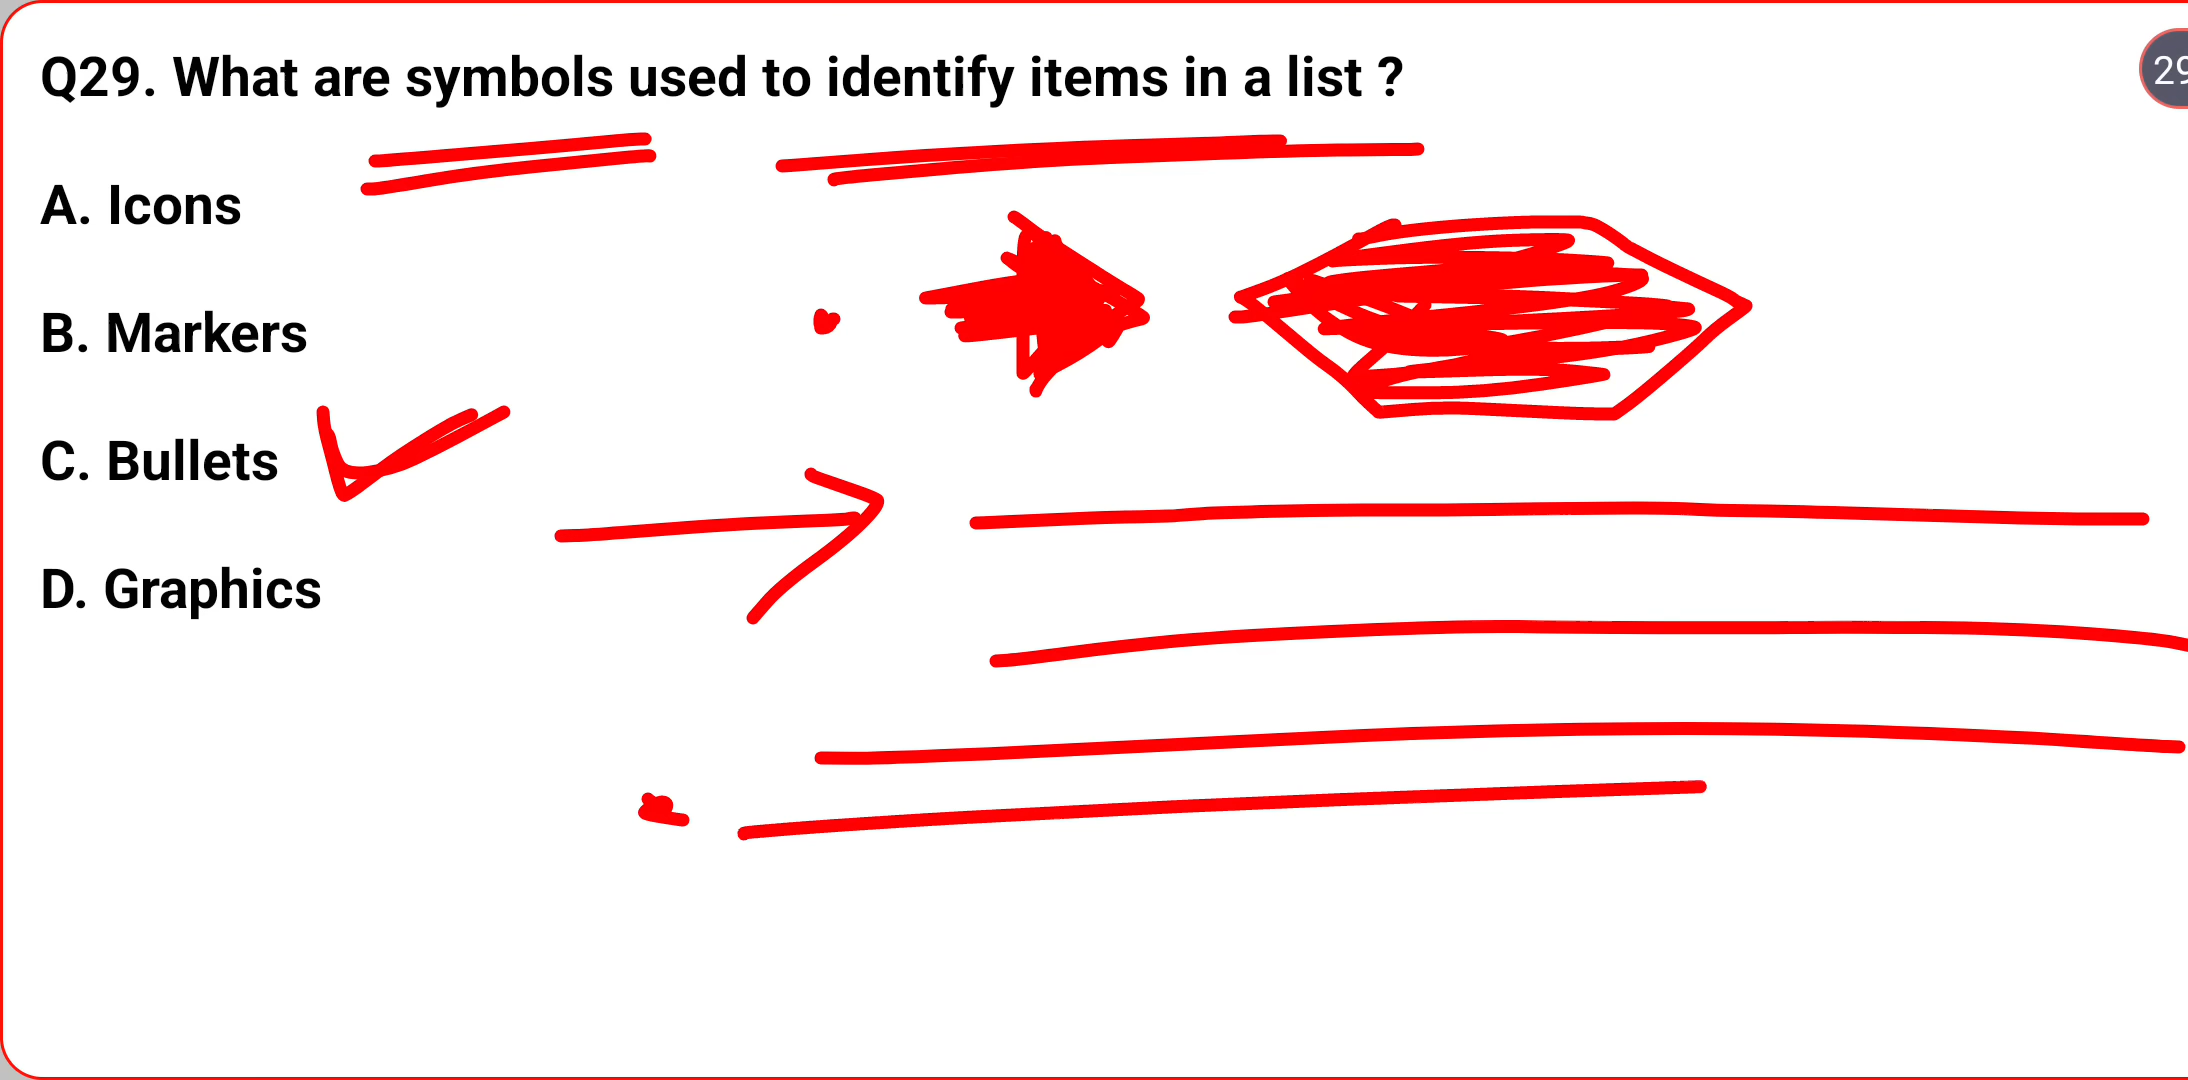 Q29. What are symbols used to identify items in a list ?
29
A. Icons
B. Markers
C. Bullets
D. Graphics